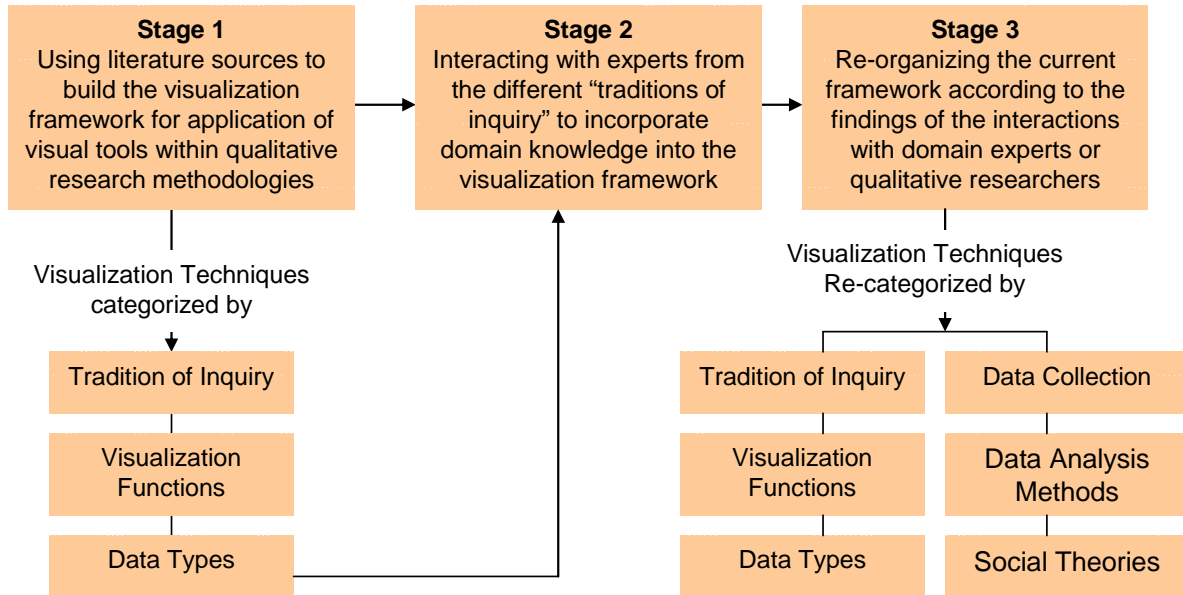 Stage 1
Using literature sources to
build the visualization
framework for application of
visual tools within qualitative
research methodologies
Stage 2
Interacting with experts from
the different “traditions of
inquiry” to incorporate
domain knowledge into the
visualization framework
Stage 3
Re-organizing the current
framework according to the
findings of the interactions
with domain experts or
qualitative researchers
Visualization Techniques
categorized by
Tradition of Inquiry
Visualization
Functions
Data Types
Visualization Techniques
Re-categorized by
Tradition of Inquiry
Visualization
Functions
Data Types
Data Collection
Data Analysis
Methods
Social Theories